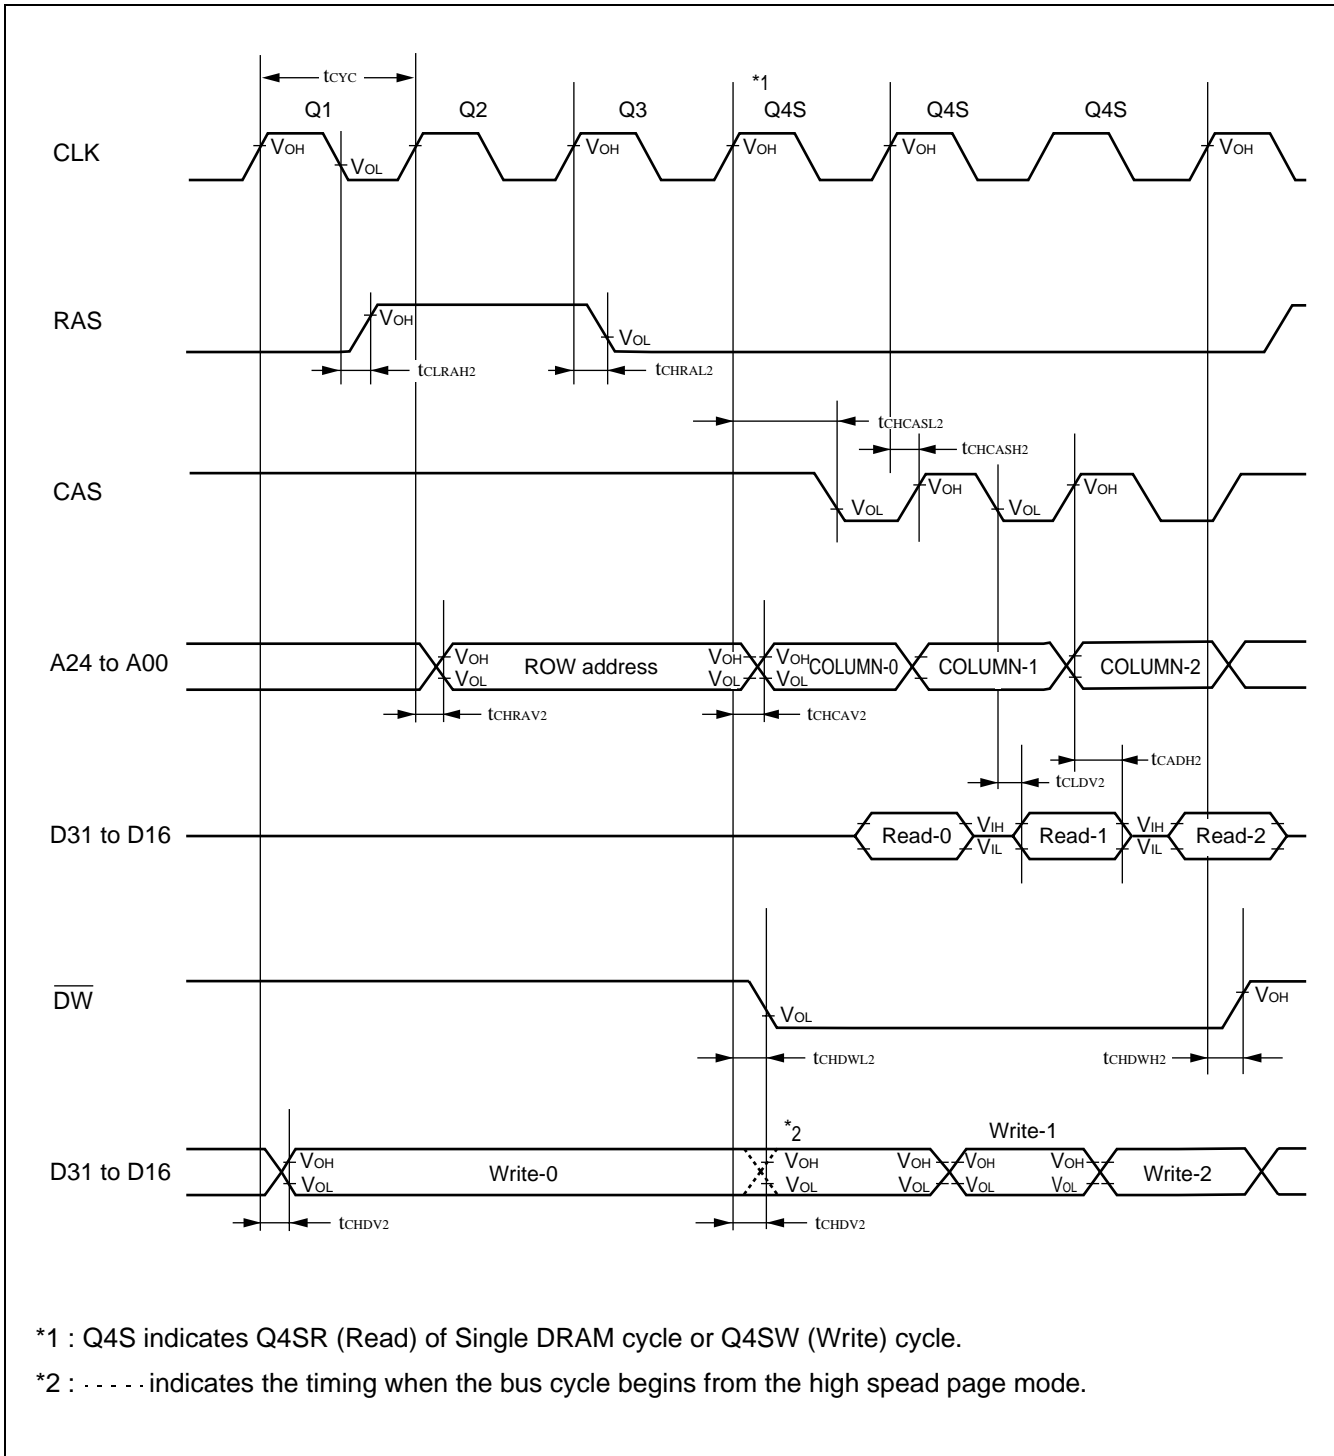 tCYC
*1
Q1 Q2 Q3 Q4S Q4S Q4S
CLK
VOH VOL VOH VOH VOH VOH
RAS
VOH VOL
tCLRAH2 tCHRAL2
tCHCASL2
tCHCASH2
CAS
VOL VOH VOL VOH
A24 to A00
VOH VOL ROW address VOH VOL VOH VOL COLUMN-0 COLUMN-1 COLUMN-2
tCHRAV2 tCHCAV2
tCADH2
tCLDV2
D31 to D16
Read-0 VIH VIL Read-1 VIH VIL Read-2
DW
VOL VOH
tCHDWL2 tCHDWH2
*2 Write-1
D31 to D16
VOH VOL Write-0 VOH VOL VOH VOL VOH VOL VOH VOL Write-2
tCHDV2 tCHDV2
*1 : Q4S indicates Q4SR (Read) of Single DRAM cycle or Q4SW (Write) cycle.
*2 : - - - - - indicates the timing when the bus cycle begins from the high spead page mode.